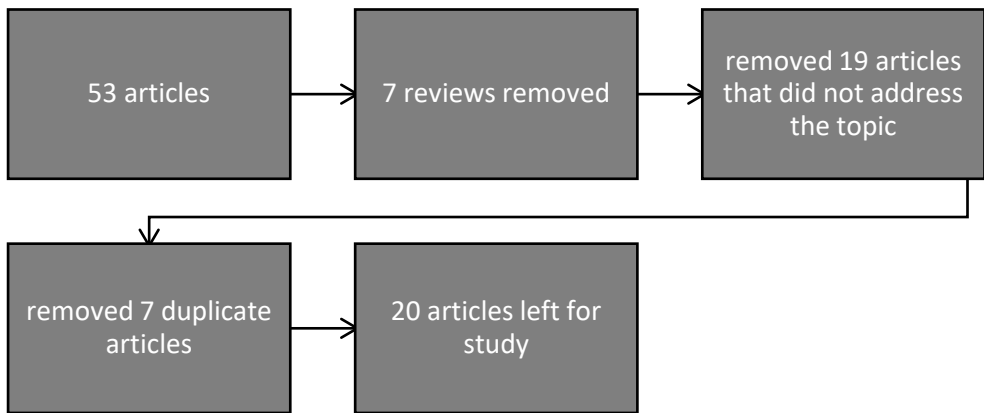 53 articles
7 reviews removed
removed 19 articles
that did not address
the topic
removed 7 duplicate
articles
20 articles left for
study